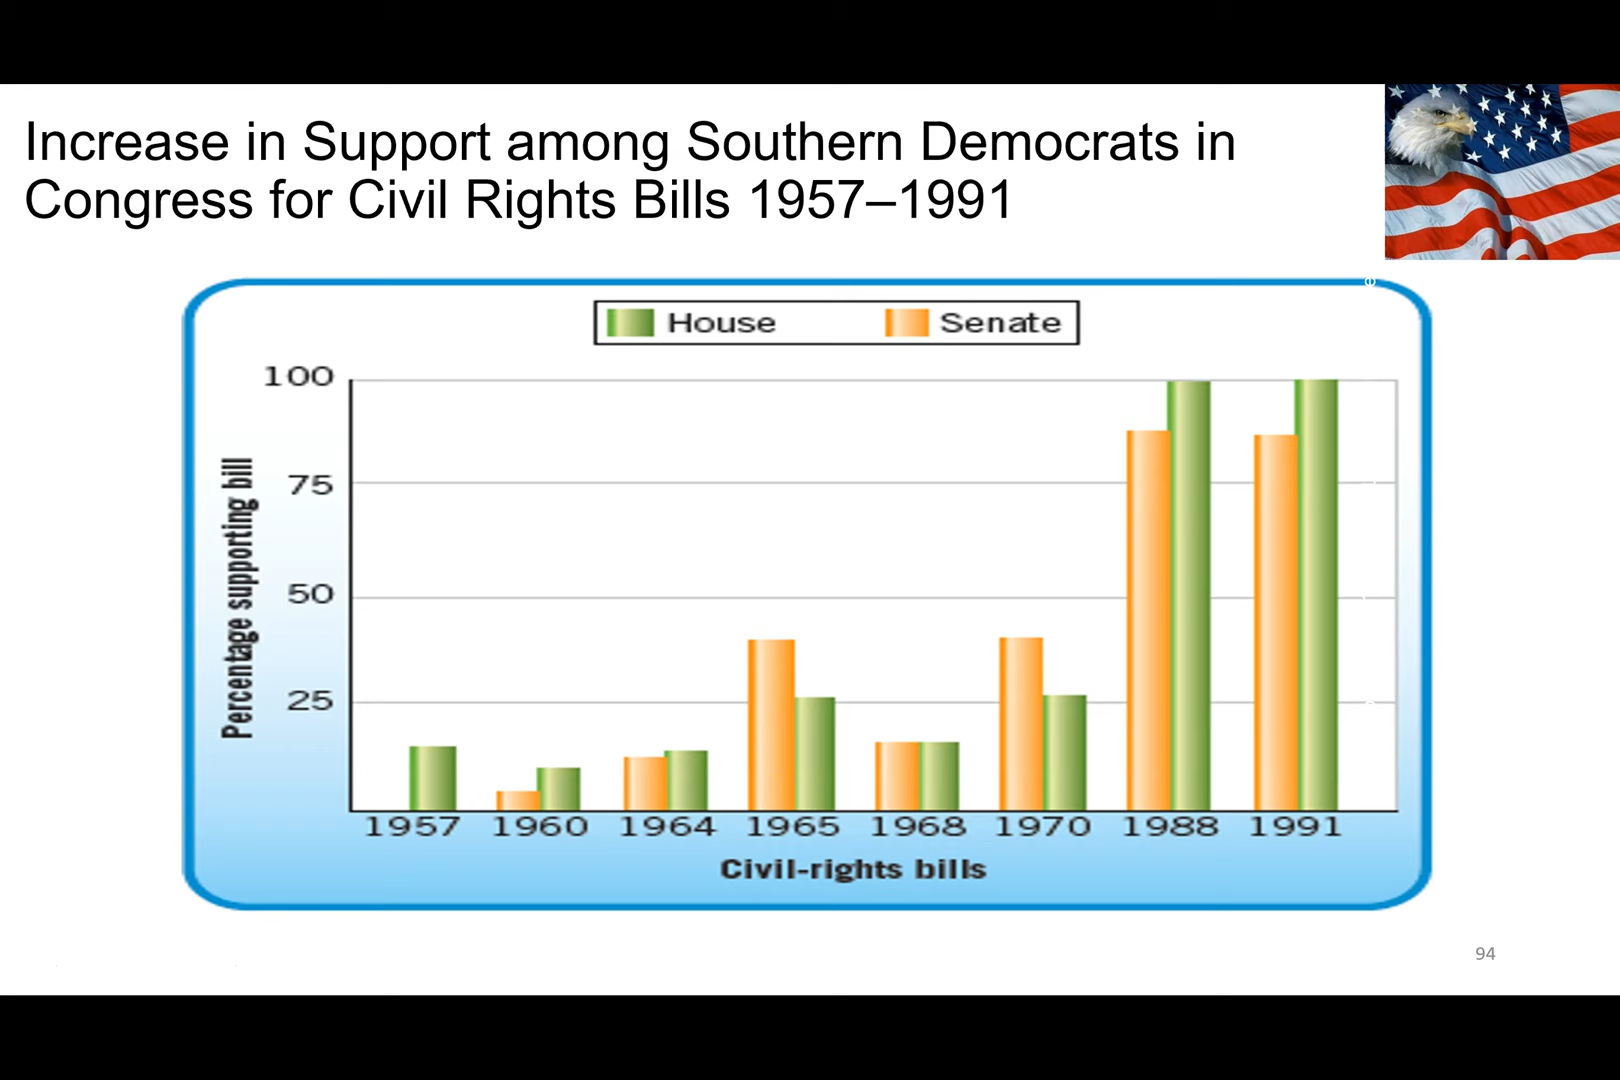 Increase in Support among Southern Democrats in
Congress for Civil Rights Bills 1957–1991
House Senate
100
75
50
25
Percentage supporting bill
1957 1960 1964 1965 1968 1970 1988 1991
Civil-rights bills
94